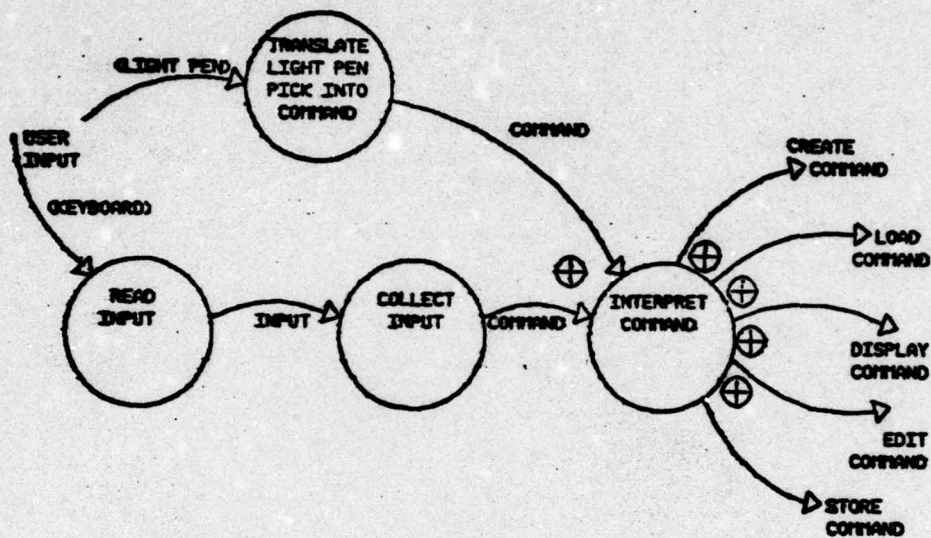 TRANSLATE
LIGHT PEN
PICK INTO
COMMAND
(LIGHT PEN)
USER
INPUT
(KEYBOARD)
COMMAND
CREATE
COMMAND
LOAD
COMMAND
READ
INPUT
INPUT
COLLECT
INPUT
COMMAND
INTERPRET
COMMAND
DISPLAY
COMMAND
EDIT
COMMAND
STORE
COMMAND